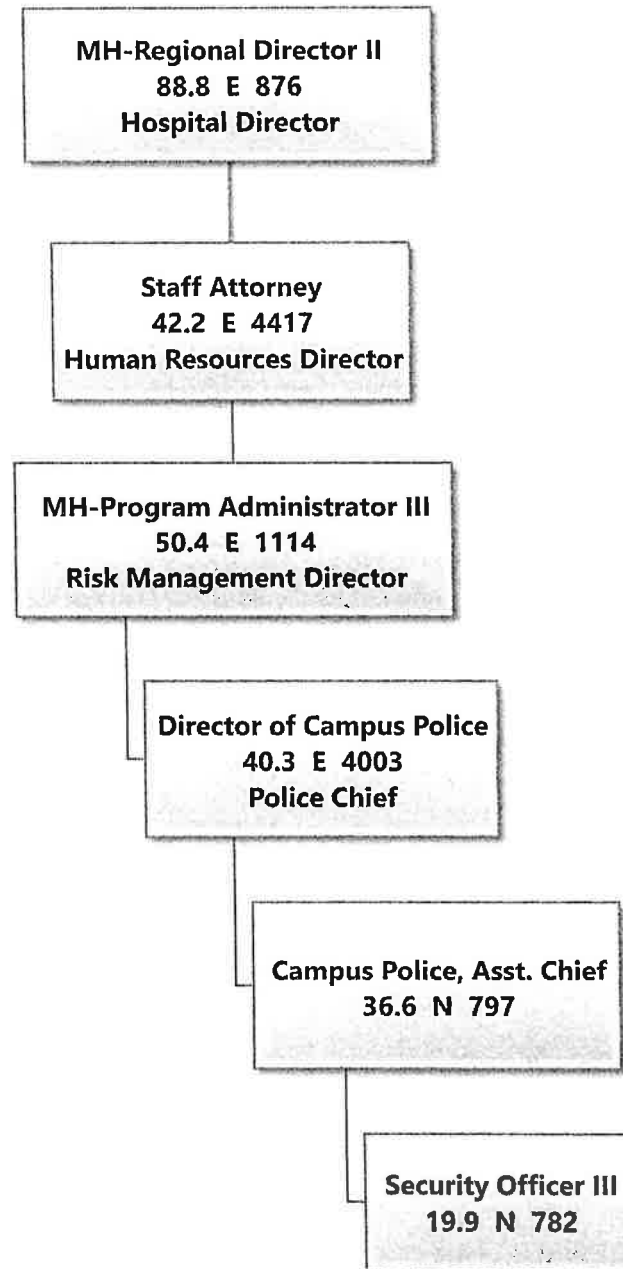 MH-Regional Director II
88.8 E 876
Hospital Director
Staff Attorney
42.2 E 4417
Human Resources Director
MH-Program Administrator III
50.4 E 1114
Risk Management Director
Director of Campus Police
40.3 E 4003
Police Chief
Campus Police, Asst. Chief
36.6 N 797
Security Officer III
19.9 N 782